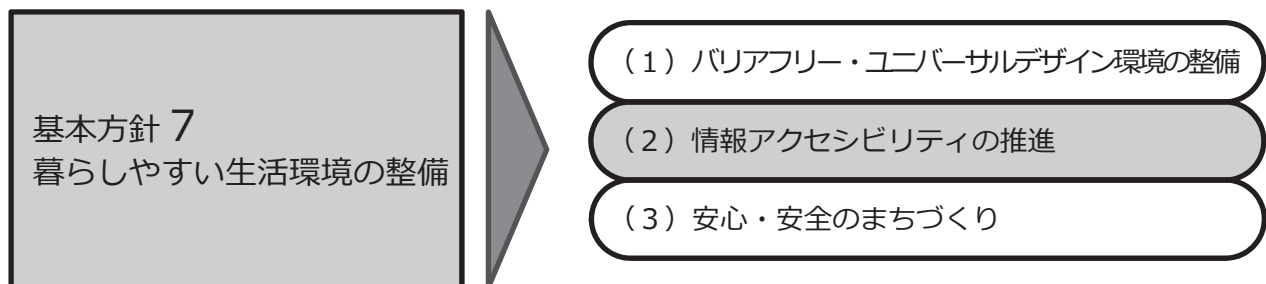 基本方針 7
暮らしやすい生活環境の整備
（１）バリアフリー・ユニバーサルデザイン環境の整備
（２）情報アクセシビリティの推進
（３）安心・安全のまちづくり